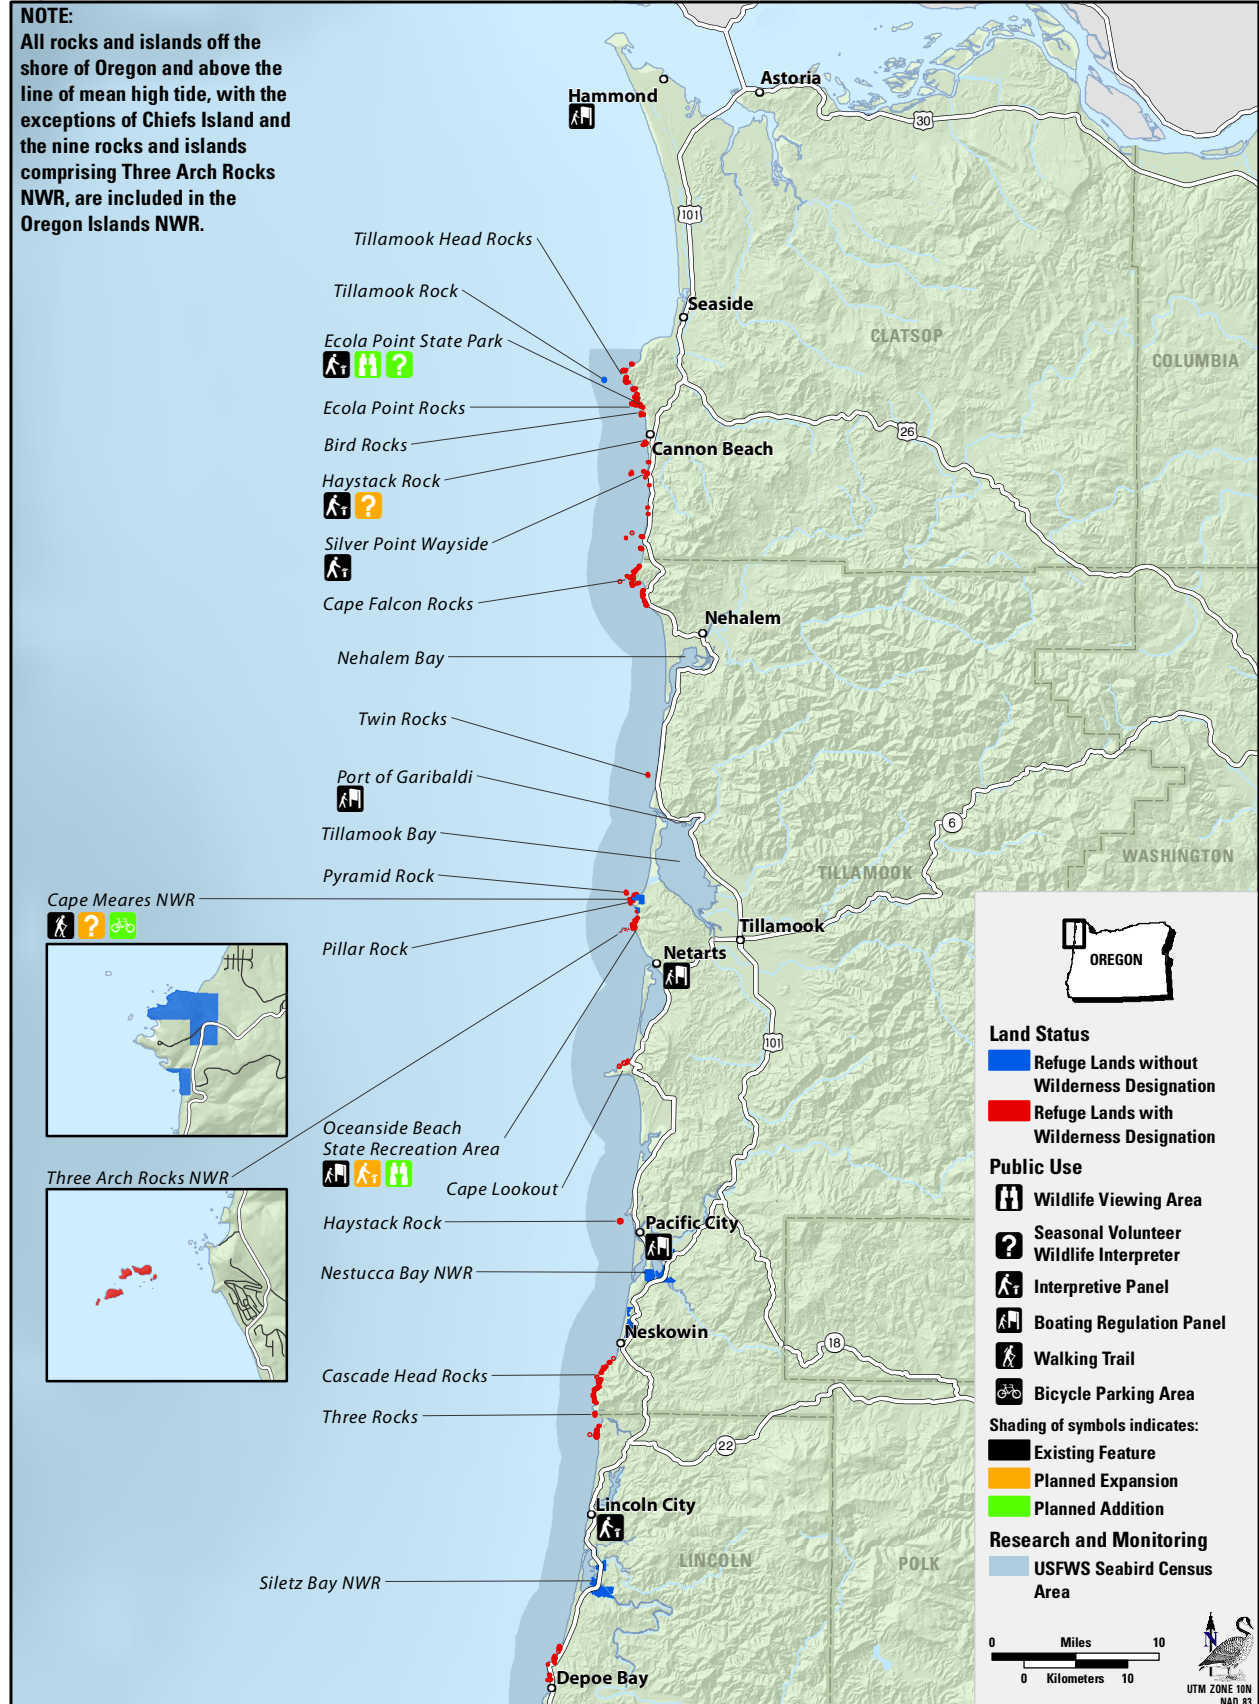 NOTE:
All rocks and islands off the
shore of Oregon and above the
line of mean high tide, with the
exceptions of Chiefs Island and
the nine rocks and islands
comprising Three Arch Rocks
NWR, are included in the
Oregon Islands NWR.
Hammond
Astoria
30
101
Tillamook Head Rocks
Tillamook Rock
Seaside
Ecola Point State Park
CLATSOP
COLUMBIA
Ecola Point Rocks
Bird Rocks
26
Cannon Beach
Haystack Rock
Silver Point Wayside
Cape Falcon Rocks
Nehalem
Nehalem Bay
Twin Rocks
Port of Garibaldi
6
Tillamook Bay
WASHINGTON
TILLAMOOK
Pyramid Rock
Cape Meares NWR
Tillamook
Pillar Rock
Netarts
101
Oceanside Beach
State Recreation Area
Three Arch Rocks NWR
Cape Lookout
Haystack Rock
Pacific City
Nestucca Bay NWR
Neskowin
18
Cascade Head Rocks
Three Rocks
22
Lincoln City
LINCOLN
POLK
Siletz Bay NWR
Depoe Bay
OREGON
Land Status
Refuge Lands without
Wilderness Designation
Refuge Lands with
Wilderness Designation
Public Use
Wildlife Viewing Area
Seasonal Volunteer
Wildlife Interpreter
Interpretive Panel
Boating Regulation Panel
Walking Trail
Bicycle Parking Area
Shading of symbols indicates:
Existing Feature
Planned Expansion
Planned Addition
Research and Monitoring
USFWS Seabird Census
Area
0 Miles 10
0 Kilometers 10
N
UTM ZONE 10N
NAD 83